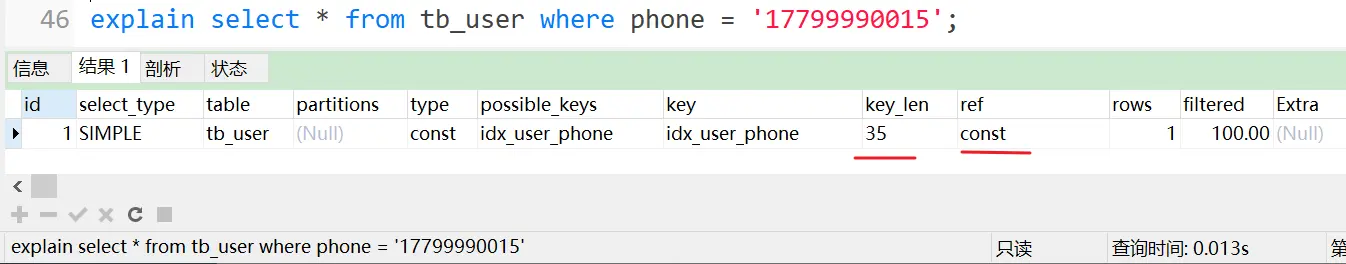 46 explain select * from tb_user where phone = '17799990015';
信息 结果 1 剖析 状态
id select_type table partitions type possible_keys key key_len ref rows filtered Extra
1 SIMPLE tb_user (Null) const idx_user_phone idx_user_phone 35 const 1 100.00 (Null)
explain select * from tb_user where phone = '17799990015' 只读 查询时间: 0.013s 第